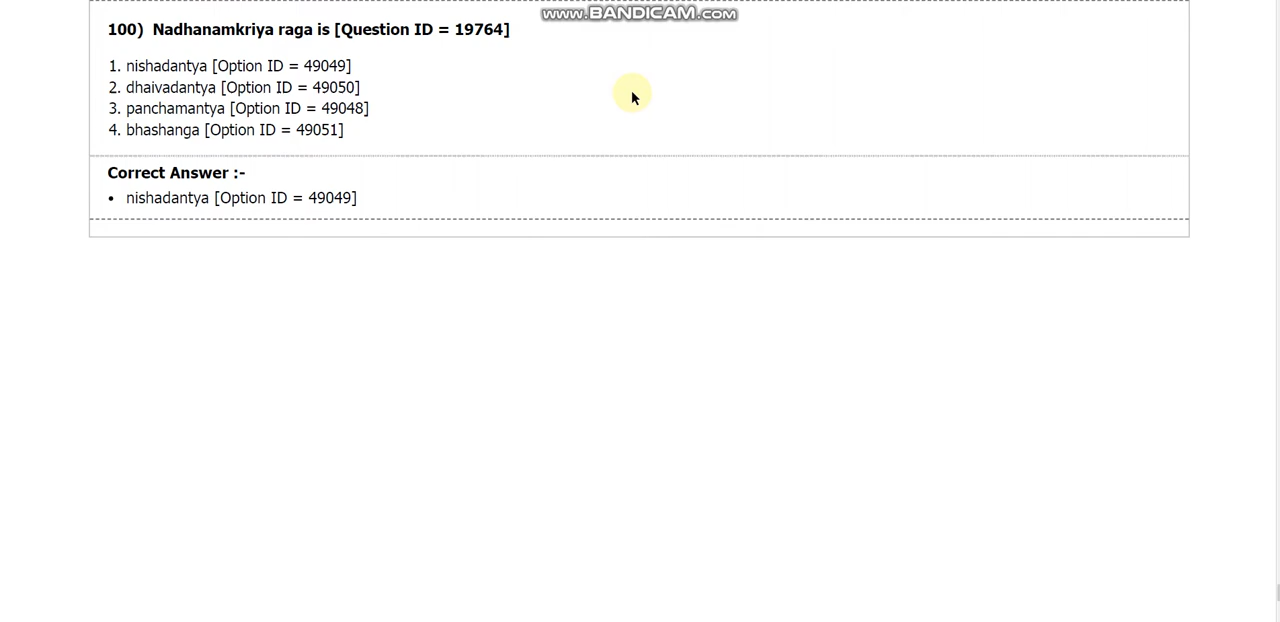 www.BANDICAM.com
100) Nadhanamkriya raga is [Question ID = 19764]
1. nishadantya [Option ID = 49049]
2. dhaivadantya [Option ID = 49050]
3. panchamantya [Option ID = 49048]
4. bhashanga [Option ID = 49051]
Correct Answer :-
• nishadantya [Option ID = 49049]